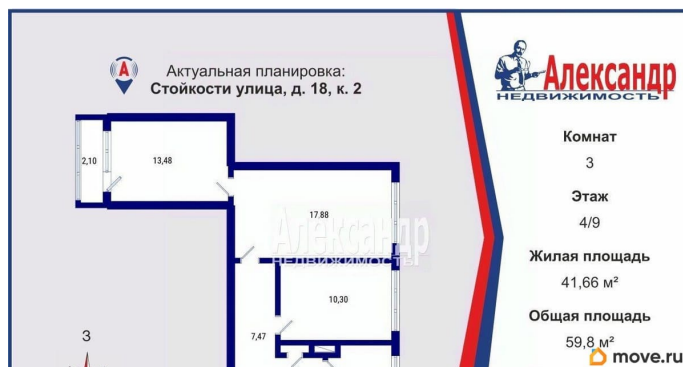 Актуальная планировка:
Стойкости улица, д. 18, к. 2
А
2,10
13,48
17.88
Александр
НЕДВИЖИМОСТЬ
10,30
7,47
З
Александр
НЕДВИЖИМОСТЬ
Комнат
3
Этаж
4/9
Жилая площадь
41,66 м²
Общая площадь
59,8 м²
move.ru